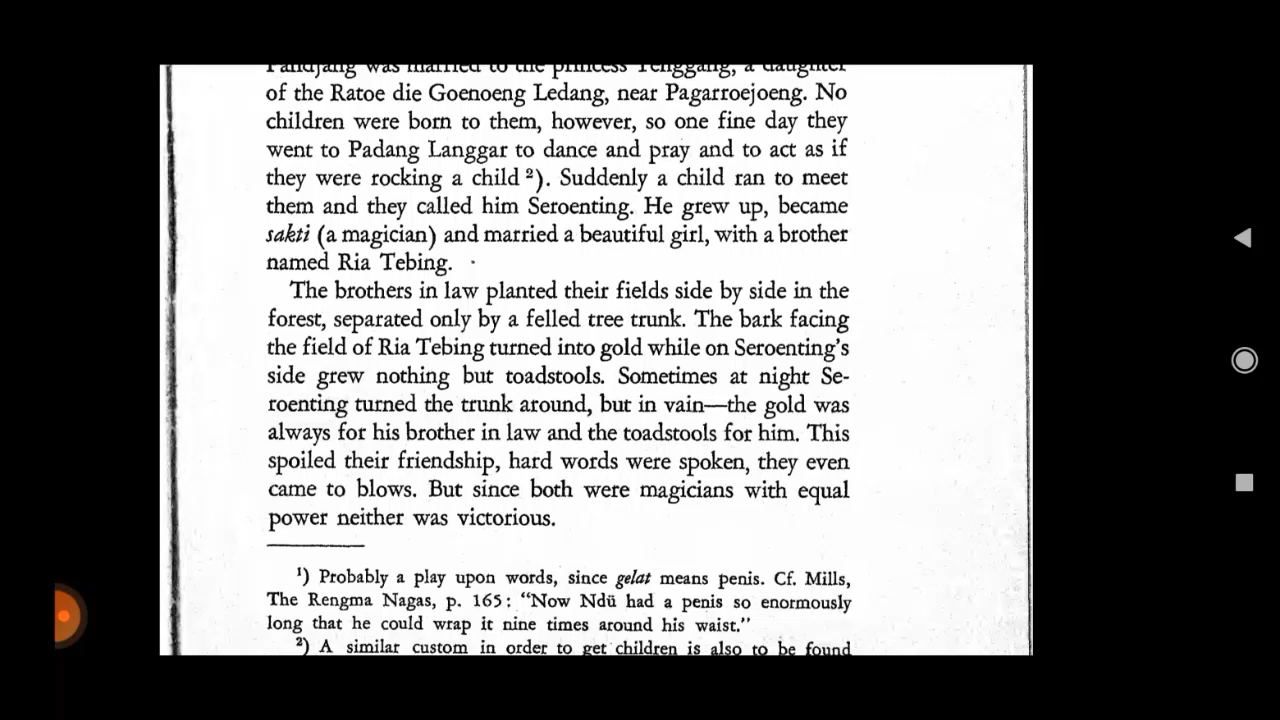 Pandjang was married to the princess Tenggang, a daughter
of the Ratoe die Goenoeng Ledang, near Pagarroejoeng. No
children were born to them, however, so one fine day they
went to Padang Langgar to dance and pray and to act as if
they were rocking a child ²). Suddenly a child ran to meet
them and they called him Seroenting. He grew up, became
sakti (a magician) and married a beautiful girl, with a brother
named Ria Tebing.
The brothers in law planted their fields side by side in the
forest, separated only by a felled tree trunk. The bark facing
the field of Ria Tebing turned into gold while on Seroenting's
side grew nothing but toadstools. Sometimes at night Se-
roenting turned the trunk around, but in vain—the gold was
always for his brother in law and the toadstools for him. This
spoiled their friendship, hard words were spoken, they even
came to blows. But since both were magicians with equal
power neither was victorious.
¹) Probably a play upon words, since gelat means penis. Cf. Mills,
The Rengma Nagas, p. 165: “Now Ndü had a penis so enormously
long that he could wrap it nine times around his waist.”
²) A similar custom in order to get children is also to be found